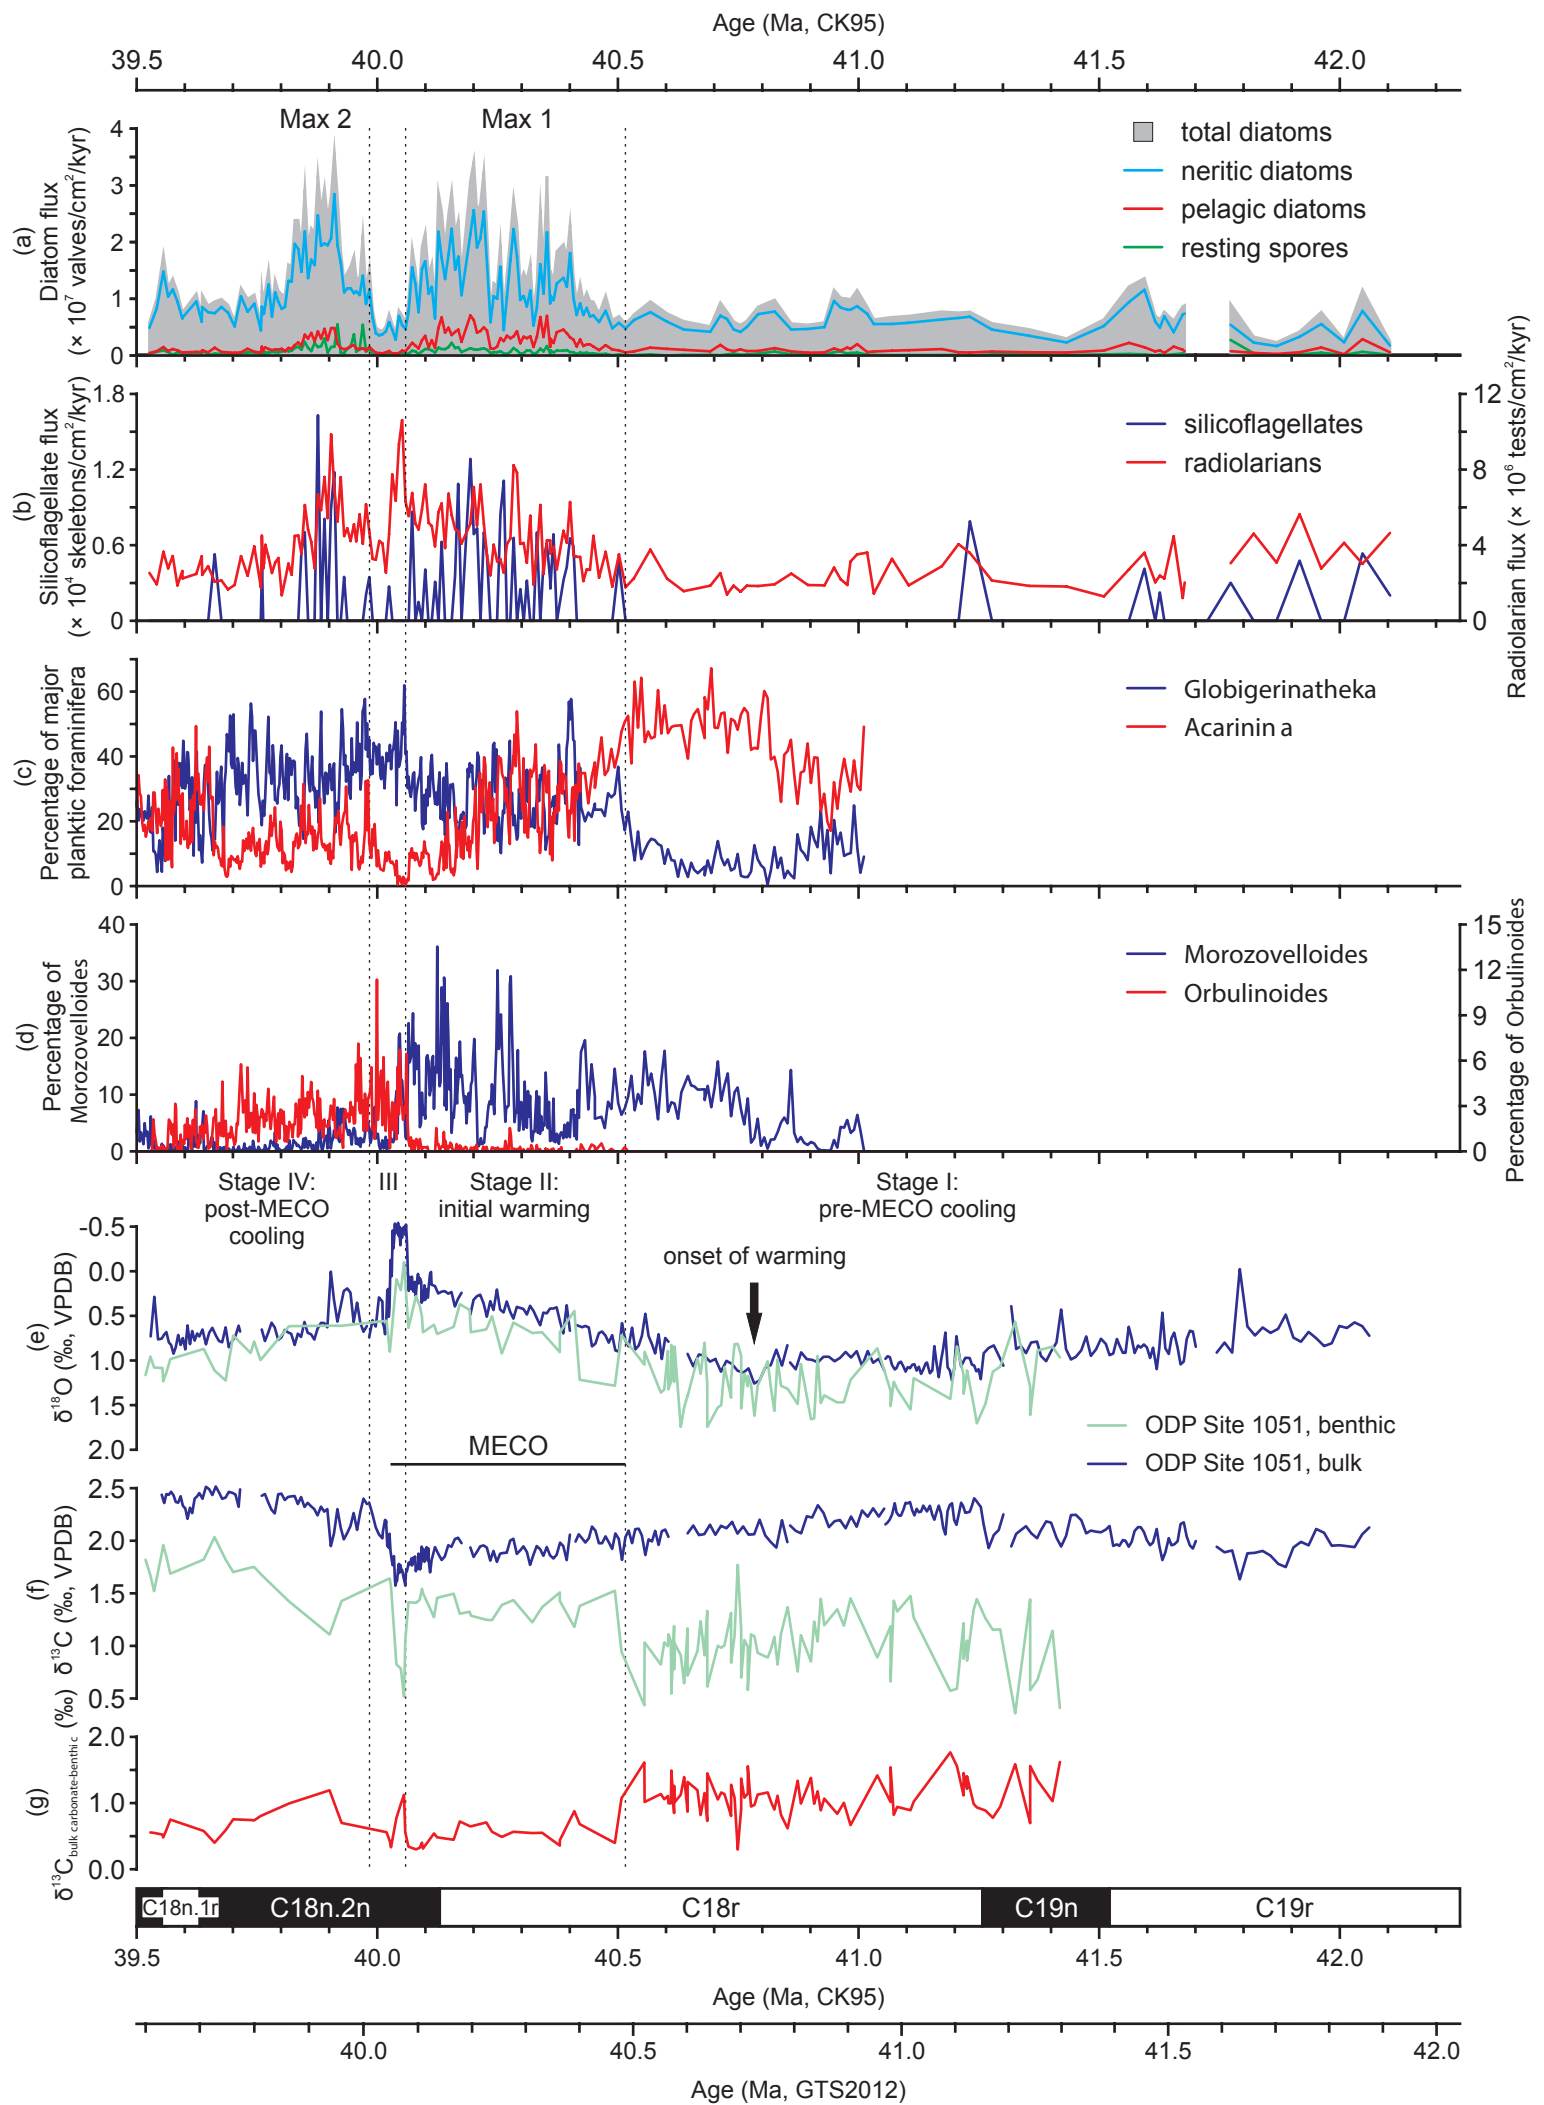 Age (Ma, CK95)
39.5 40.0 40.5 41.0 41.5 42.0
Max 2 Max 1
(a)
Diatom flux
(× 10⁷ valves/cm²/kyr)
4
3
2
1
0
total diatoms
neritic diatoms
pelagic diatoms
resting spores
(b)
Silicoflagellate flux
(× 10⁴ skeletons/cm²/kyr)
1.8
1.2
0.6
0
silicoflagellates
radiolarians
12
8
4
0
Radiolarian flux (× 10⁶ tests/cm²/kyr)
(c)
Percentage of major
planktic foraminifera
60
40
20
0
Globigerinatheka
Acarinin a
(d)
Percentage of
Morozovelloides
40
30
20
10
0
Morozovelloides
Orbulinoides
15
12
9
6
3
0
Percentage of Orbulinoides
Stage IV: III Stage II: Stage I:
post-MECO initial warming pre-MECO cooling
cooling
onset of warming
(e)
δ¹⁸O (‰, VPDB)
-0.5
0.0
0.5
1.0
1.5
2.0
ODP Site 1051, benthic
ODP Site 1051, bulk
MECO
(f)
δ¹³C (‰, VPDB)
2.5
2.0
1.5
1.0
0.5
(g)
δ¹³C bulk carbonate-benthic (‰)
2.0
1.0
0.0
C18n.1r C18n.2n C18r C19n C19r
39.5 40.0 40.5 41.0 41.5 42.0
Age (Ma, CK95)
40.0 40.5 41.0 41.5 42.0
Age (Ma, GTS2012)